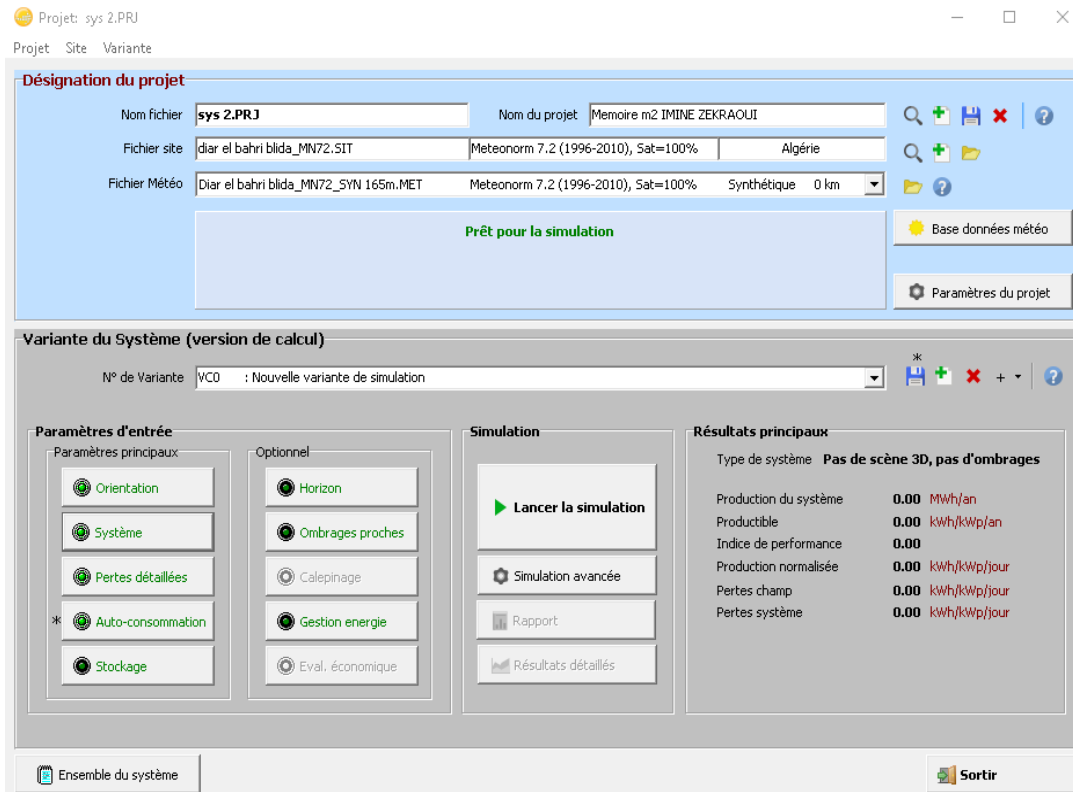 Projet: sys 2.PRJ
Projet Site Variante
Désignation du projet
Nom fichier sys 2.PRJ Nom du projet Memoire m2 IMINE ZEKRAOUI
Fichier site diar el bahri blida_MN72.SIT Meteonorm 7.2 (1996-2010), Sat=100% Algérie
Fichier Météo Diar el bahri blida_MN72_SYN 165m.MET Meteonorm 7.2 (1996-2010), Sat=100% Synthétique 0 km
Prêt pour la simulation
Base données météo
Paramètres du projet
Variante du Système (version de calcul)
N° de Variante VC0 : Nouvelle variante de simulation
*
+
Paramètres d'entrée
Paramètres principaux
Orientation
Système
Pertes détaillées
* Auto-consommation
Stockage
Optionnel
Horizon
Ombrages proches
Calepinage
Gestion energie
Eval. économique
Simulation
Lancer la simulation
Simulation avancée
Rapport
Résultats détaillés
Résultats principaux
Type de système Pas de scène 3D, pas d'ombrages
Production du système 0.00 MWh/an
Productible 0.00 kWh/kWp/an
Indice de performance 0.00
Production normalisée 0.00 kWh/kWp/jour
Pertes champ 0.00 kWh/kWp/jour
Pertes système 0.00 kWh/kWp/jour
Ensemble du système
Sortir